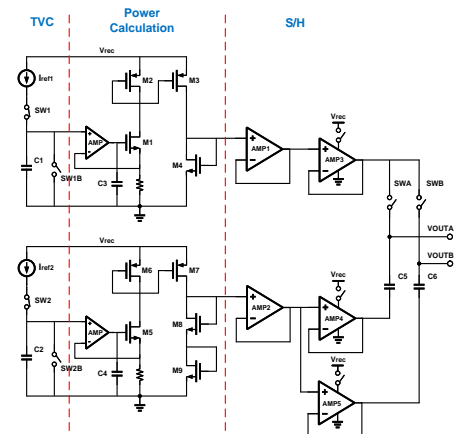 TVC
Power
Calculation
S/H
Vrec
Iref1
M2
M3
SW1
Vrec
AMP
M1
AMP1
AMP3
M4
C1
SW1B
C3
SWA
SWB
VOUTA
VOUTB
Vrec
Iref2
M6
M7
C5
C6
Vrec
SW2
AMP
M5
M8
AMP2
AMP4
C2
SW2B
C4
M9
Vrec
AMP5